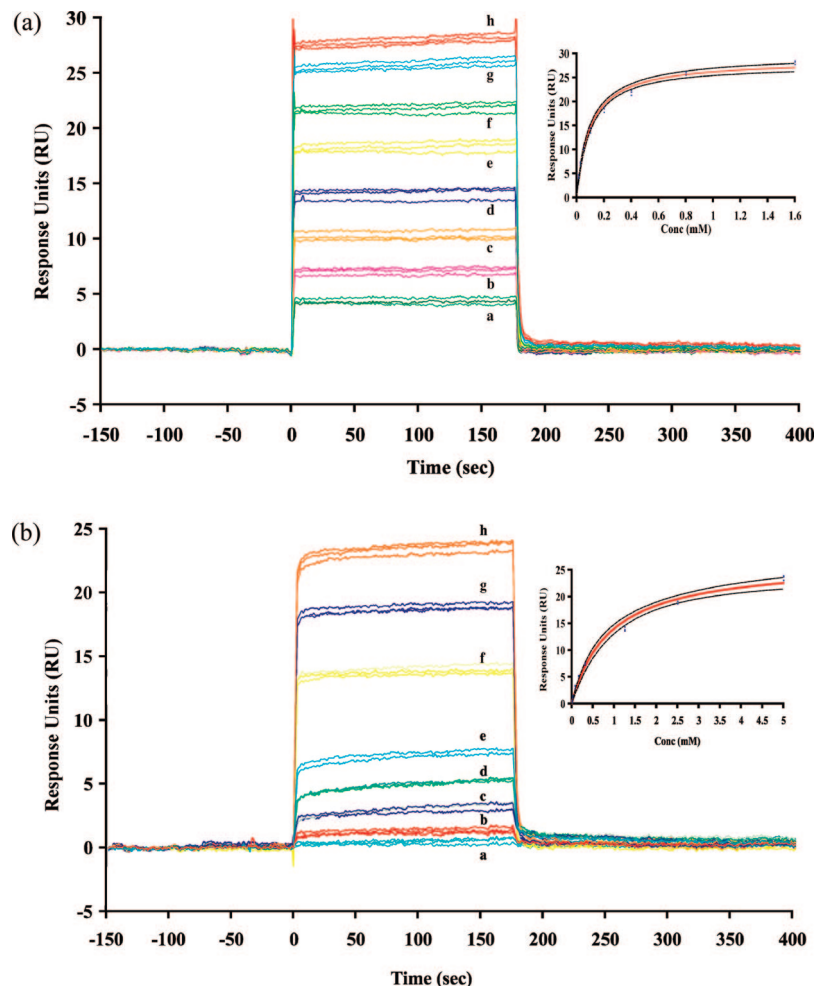 (a)
Response Units (RU)
30
25
20
15
10
5
0
-5
h
g
f
e
d
c
b
a
-150 -100 -50 0 50 100 150 200 250 300 350 400
Time (sec)
Response Units (RU)
30
25
20
15
10
5
0
0 0.2 0.4 0.6 0.8 1 1.2 1.4 1.6
Conc (mM)
(b)
Response Units (RU)
25
20
15
10
5
0
-5
h
g
f
e
d
c
b
a
-150 -100 -50 0 50 100 150 200 250 300 350 400
Time (sec)
Response Units (RU)
25
20
15
10
5
0
0 0.5 1 1.5 2 2.5 3 3.5 4 4.5 5
Conc (mM)